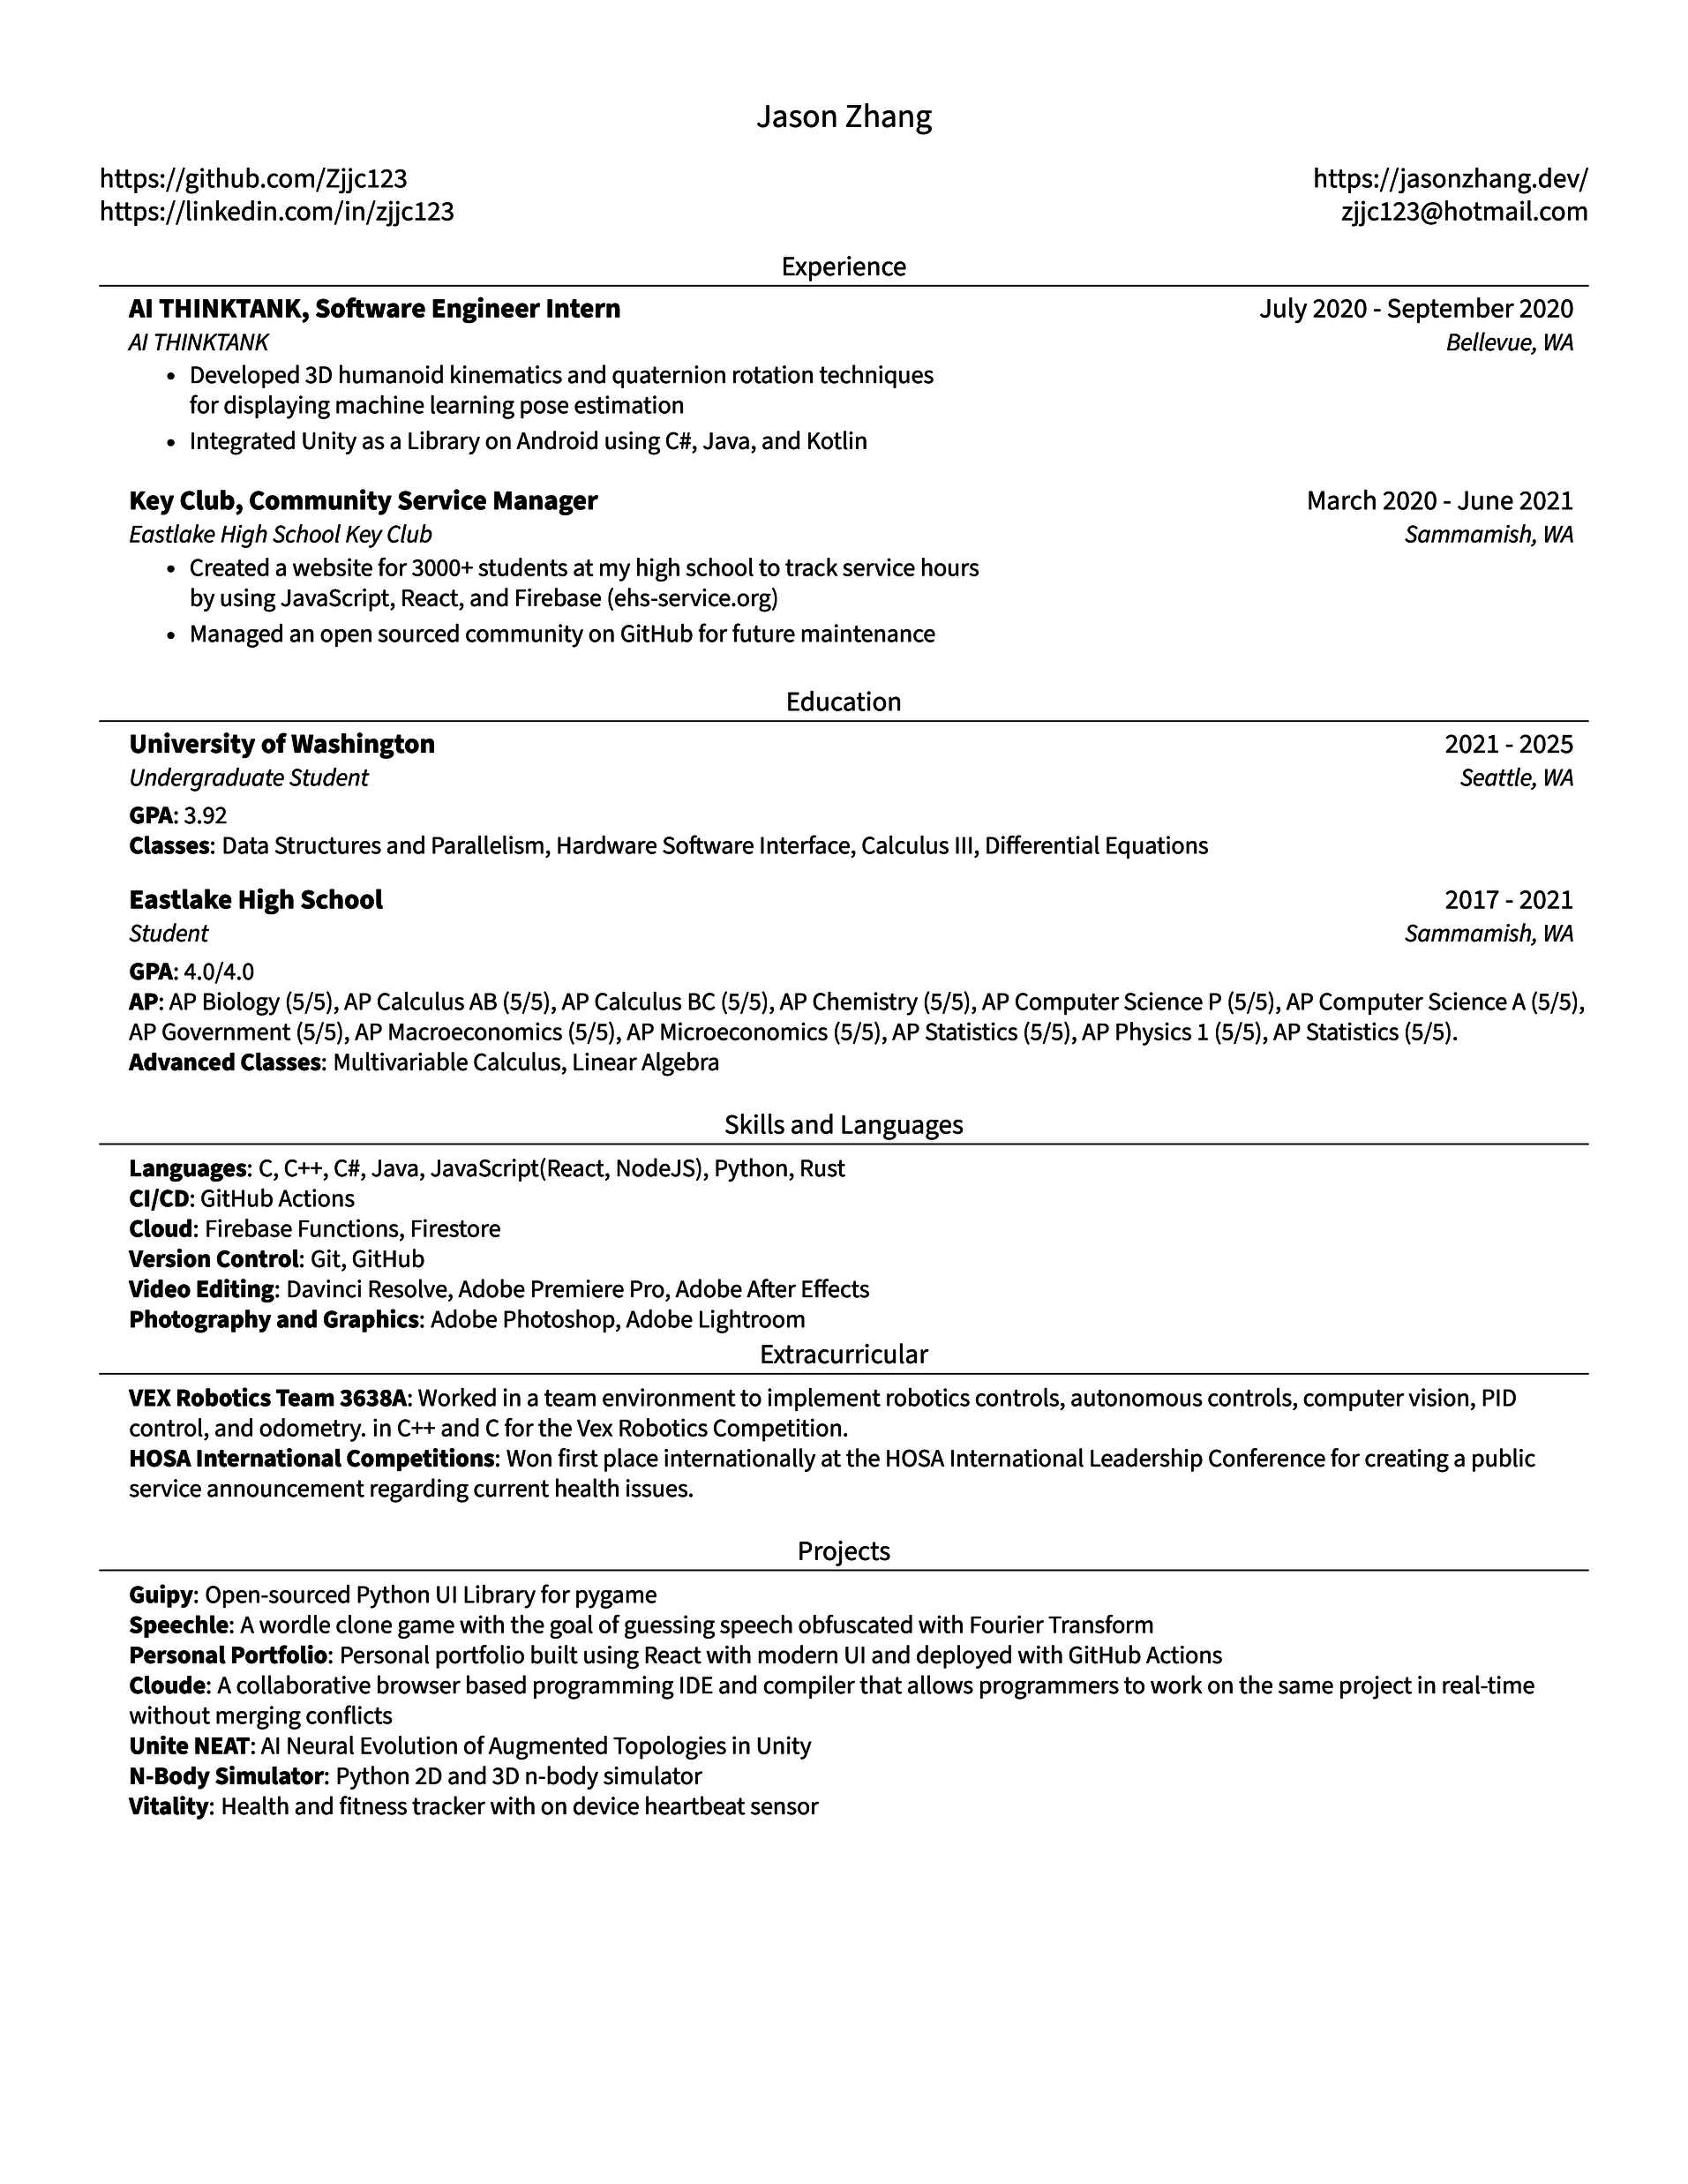 Jason Zhang
https://github.com/Zjjc123
https://jasonzhang.dev/
https://linkedin.com/in/zjjc123
zjjc123@hotmail.com
Experience
AI THINKTANK, Software Engineer Intern
July 2020 - September 2020
AI THINKTANK
Bellevue, WA
• Developed 3D humanoid kinematics and quaternion rotation techniques
for displaying machine learning pose estimation
• Integrated Unity as a Library on Android using C#, Java, and Kotlin
Key Club, Community Service Manager
March 2020 - June 2021
Eastlake High School Key Club
Sammamish, WA
• Created a website for 3000+ students at my high school to track service hours
by using JavaScript, React, and Firebase (ehs-service.org)
• Managed an open sourced community on GitHub for future maintenance
Education
University of Washington
2021 - 2025
Undergraduate Student
Seattle, WA
GPA: 3.92
Classes: Data Structures and Parallelism, Hardware Software Interface, Calculus III, Differential Equations
Eastlake High School
2017 - 2021
Student
Sammamish, WA
GPA: 4.0/4.0
AP: AP Biology (5/5), AP Calculus AB (5/5), AP Calculus BC (5/5), AP Chemistry (5/5), AP Computer Science P (5/5), AP Computer Science A (5/5),
AP Government (5/5), AP Macroeconomics (5/5), AP Microeconomics (5/5), AP Statistics (5/5), AP Physics 1 (5/5), AP Statistics (5/5).
Advanced Classes: Multivariable Calculus, Linear Algebra
Skills and Languages
Languages: C, C++, C#, Java, JavaScript(React, NodeJS), Python, Rust
CI/CD: GitHub Actions
Cloud: Firebase Functions, Firestore
Version Control: Git, GitHub
Video Editing: Davinci Resolve, Adobe Premiere Pro, Adobe After Effects
Photography and Graphics: Adobe Photoshop, Adobe Lightroom
Extracurricular
VEX Robotics Team 3638A: Worked in a team environment to implement robotics controls, autonomous controls, computer vision, PID
control, and odometry. in C++ and C for the Vex Robotics Competition.
HOSA International Competitions: Won first place internationally at the HOSA International Leadership Conference for creating a public
service announcement regarding current health issues.
Projects
Guipy: Open-sourced Python UI Library for pygame
Speechle: A wordle clone game with the goal of guessing speech obfuscated with Fourier Transform
Personal Portfolio: Personal portfolio built using React with modern UI and deployed with GitHub Actions
Cloude: A collaborative browser based programming IDE and compiler that allows programmers to work on the same project in real-time
without merging conflicts
Unite NEAT: AI Neural Evolution of Augmented Topologies in Unity
N-Body Simulator: Python 2D and 3D n-body simulator
Vitality: Health and fitness tracker with on device heartbeat sensor